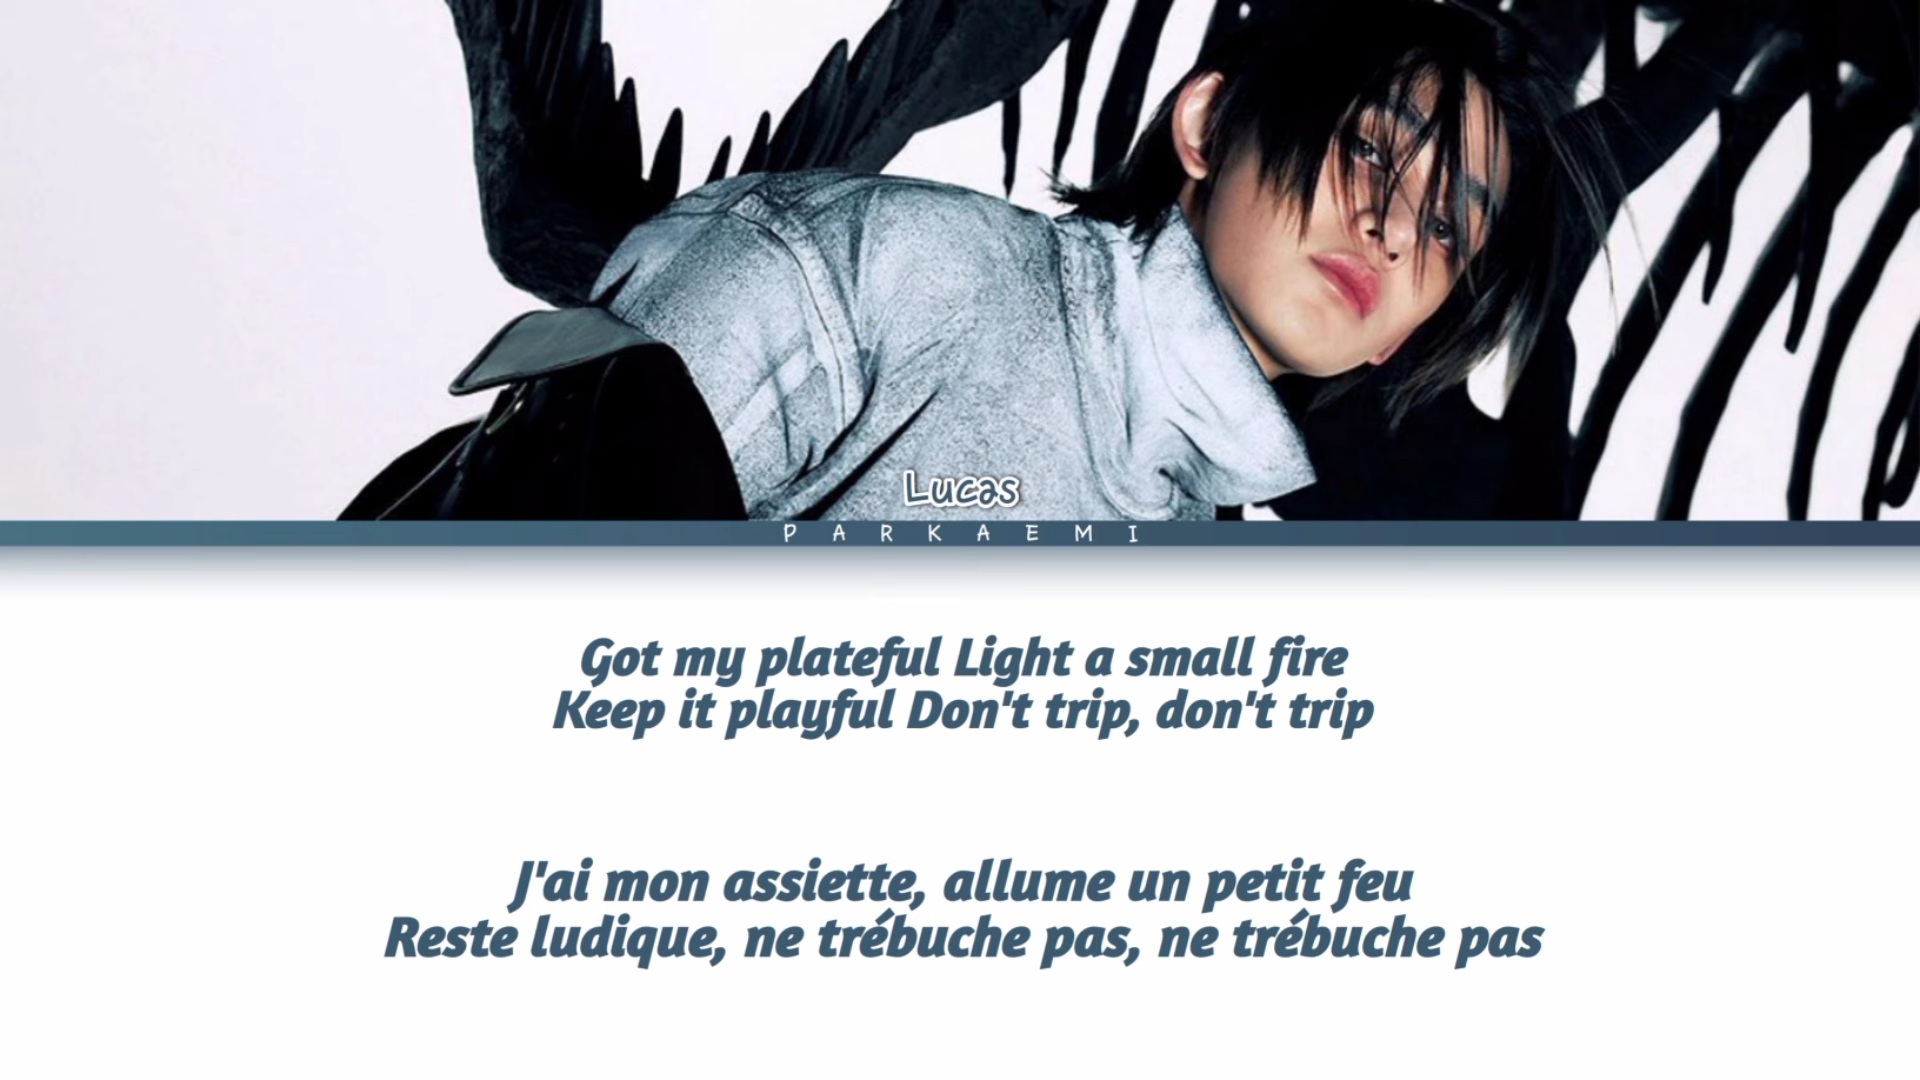 Lucas
PARKAEMI
Got my plateful Light a small fire
Keep it playful Don't trip, don't trip
J'ai mon assiette, allume un petit feu
Reste ludique, ne trébuche pas, ne trébuche pas